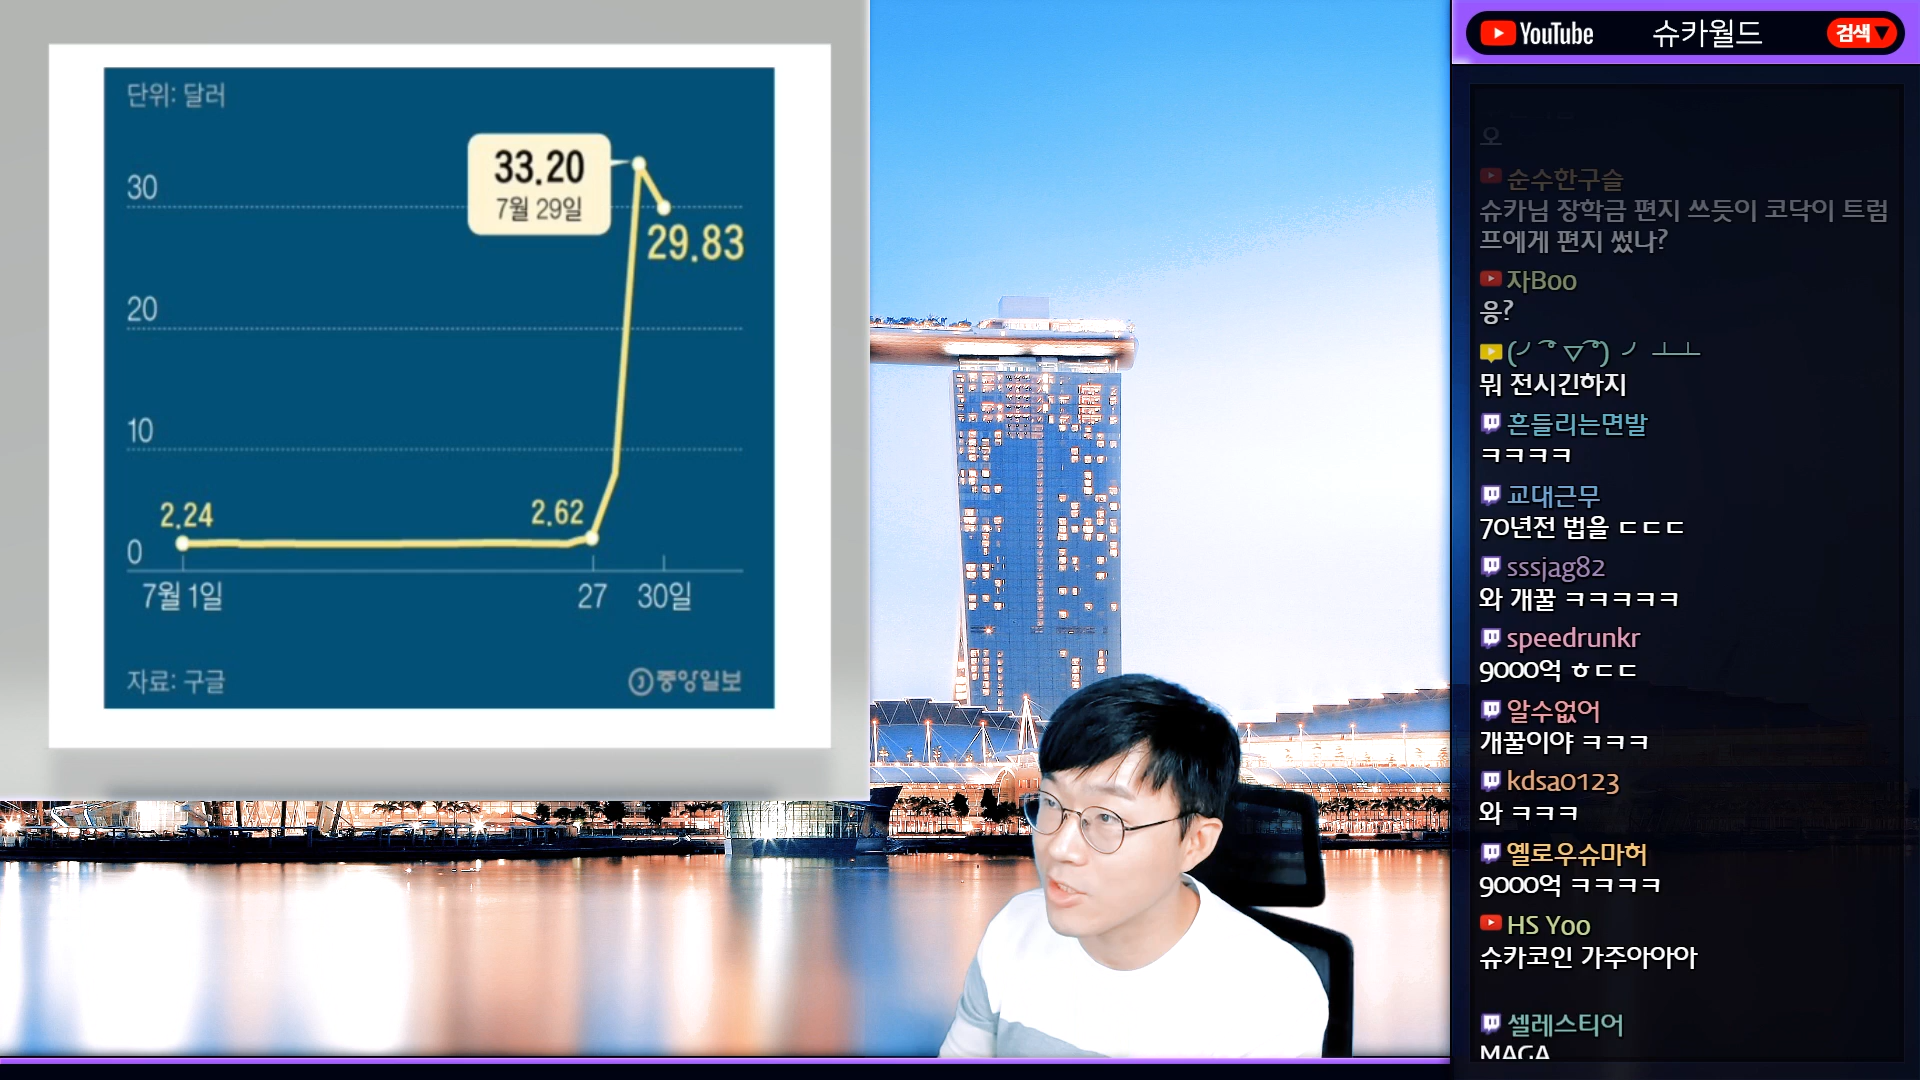 단위: 달러
33.20
7월 29일
30
29.83
20
10
2.24
2.62
0
7월 1일
27
30일
자료: 구글
중앙일보
YouTube
슈카월드
검색▼
오
순수한구슬
슈카님 장학금 편지 쓰듯이 코닥이 트럼
프에게 편지 썼나?
자Boo
응?
뭐 전시긴하지
흔들리는면발
ㅋㅋㅋㅋ
교대근무
70년전 법을 ㄷㄷㄷ
sssjag82
와 개꿀 ㅋㅋㅋㅋㅋ
speedrunkr
9000억 ㅎㄷㄷ
알수없어
개꿀이야 ㅋㅋㅋ
kdsa0123
와 ㅋㅋㅋ
옐로우슈마허
9000억 ㅋㅋㅋㅋ
HS Yoo
슈카코인 가주아아아
셀레스티어
MAGA